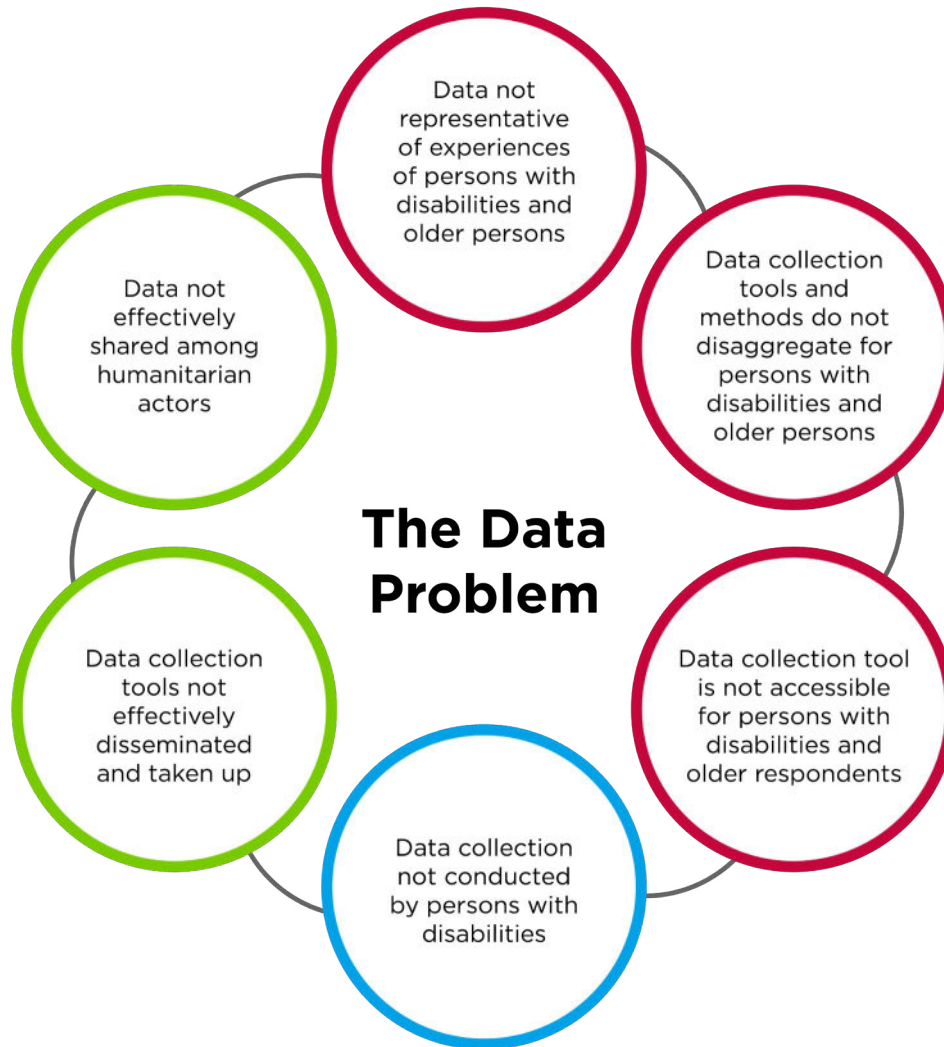 Data not
representative
of experiences
of persons with
disabilities and
older persons
Data collection
tools and
methods do not
disaggregate for
persons with
disabilities and
older persons
Data collection tool
is not accessible
for persons with
disabilities and
older respondents
Data collection
not conducted
by persons with
disabilities
Data collection
tools not
effectively
disseminated
and taken up
Data not
effectively
shared among
humanitarian
actors
The Data
Problem